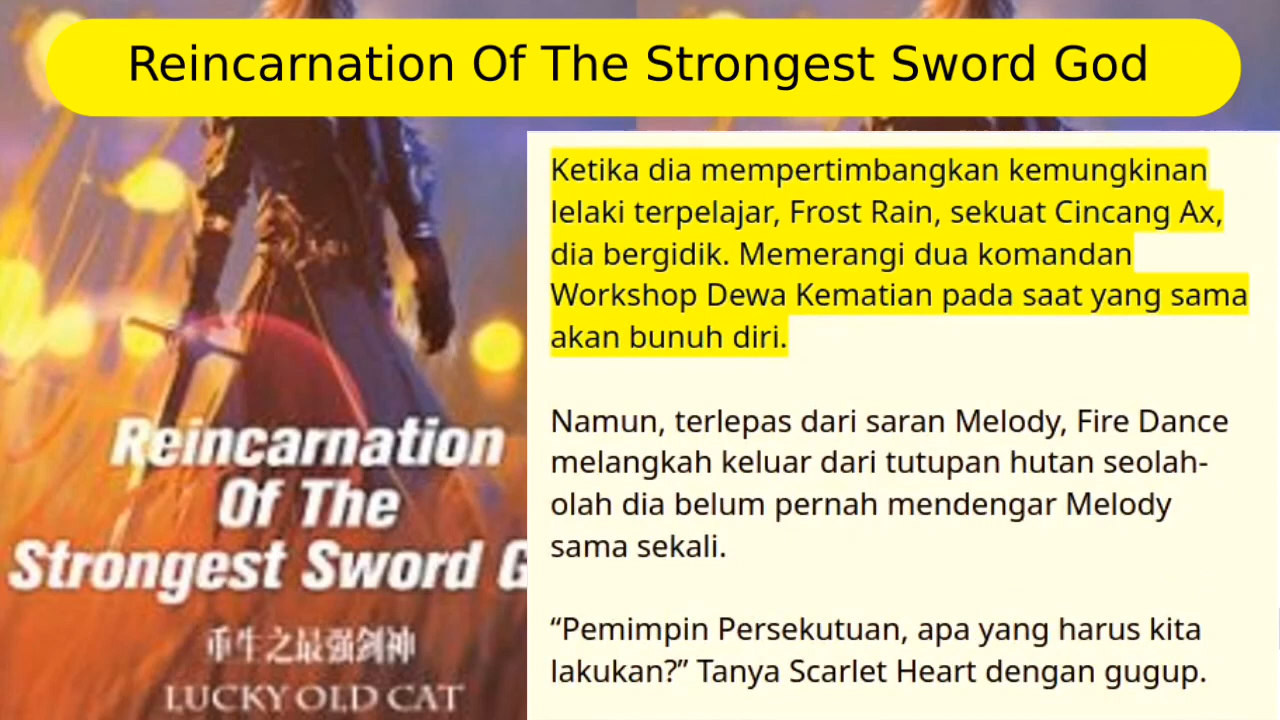 Reincarnation Of The Strongest Sword God
Reincarnation
Of The
Strongest Sword G
重生之最强剑神
LUCKY OLD CAT
Ketika dia mempertimbangkan kemungkinan
lelaki terpelajar, Frost Rain, sekuat Cincang Ax,
dia bergidik. Memerangi dua komandan
Workshop Dewa Kematian pada saat yang sama
akan bunuh diri.
Namun, terlepas dari saran Melody, Fire Dance
melangkah keluar dari tutupan hutan seolah-
olah dia belum pernah mendengar Melody
sama sekali.
“Pemimpin Persekutuan, apa yang harus kita
lakukan?” Tanya Scarlet Heart dengan gugup.